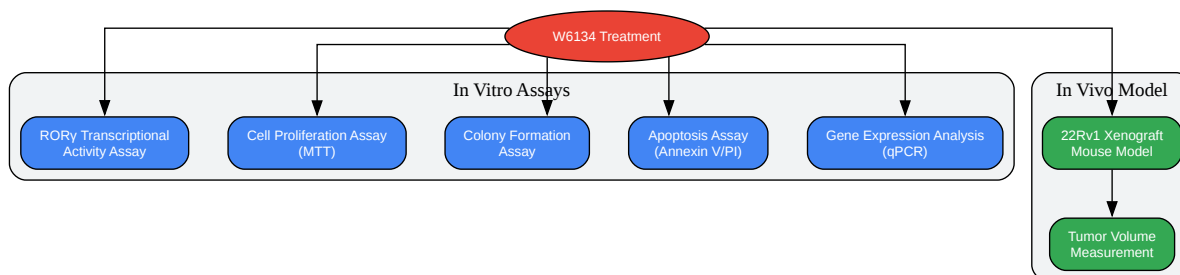 W6134 Treatment
In Vitro Assays
In Vivo Model
RORγ Transcriptional
Activity Assay
Cell Proliferation Assay
(MTT)
Colony Formation
Assay
Apoptosis Assay
(Annexin V/PI)
Gene Expression Analysis
(qPCR)
22Rv1 Xenograft
Mouse Model
Tumor Volume
Measurement